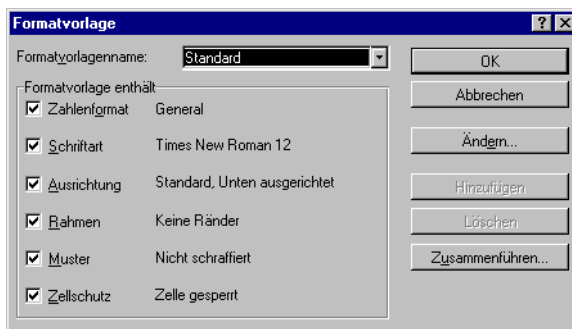 Formatvorlage
Formatvorlagenname: Standard
OK
Abbrechen
Formatvorlage enthält
Zahlenformat General
Schriftart Times New Roman 12
Ändern...
Ausrichtung Standard, Unten ausgerichtet
Hinzufügen
Rahmen Keine Ränder
Löschen
Muster Nicht schraffiert
Zusammenführen...
Zellschutz Zelle gesperrt